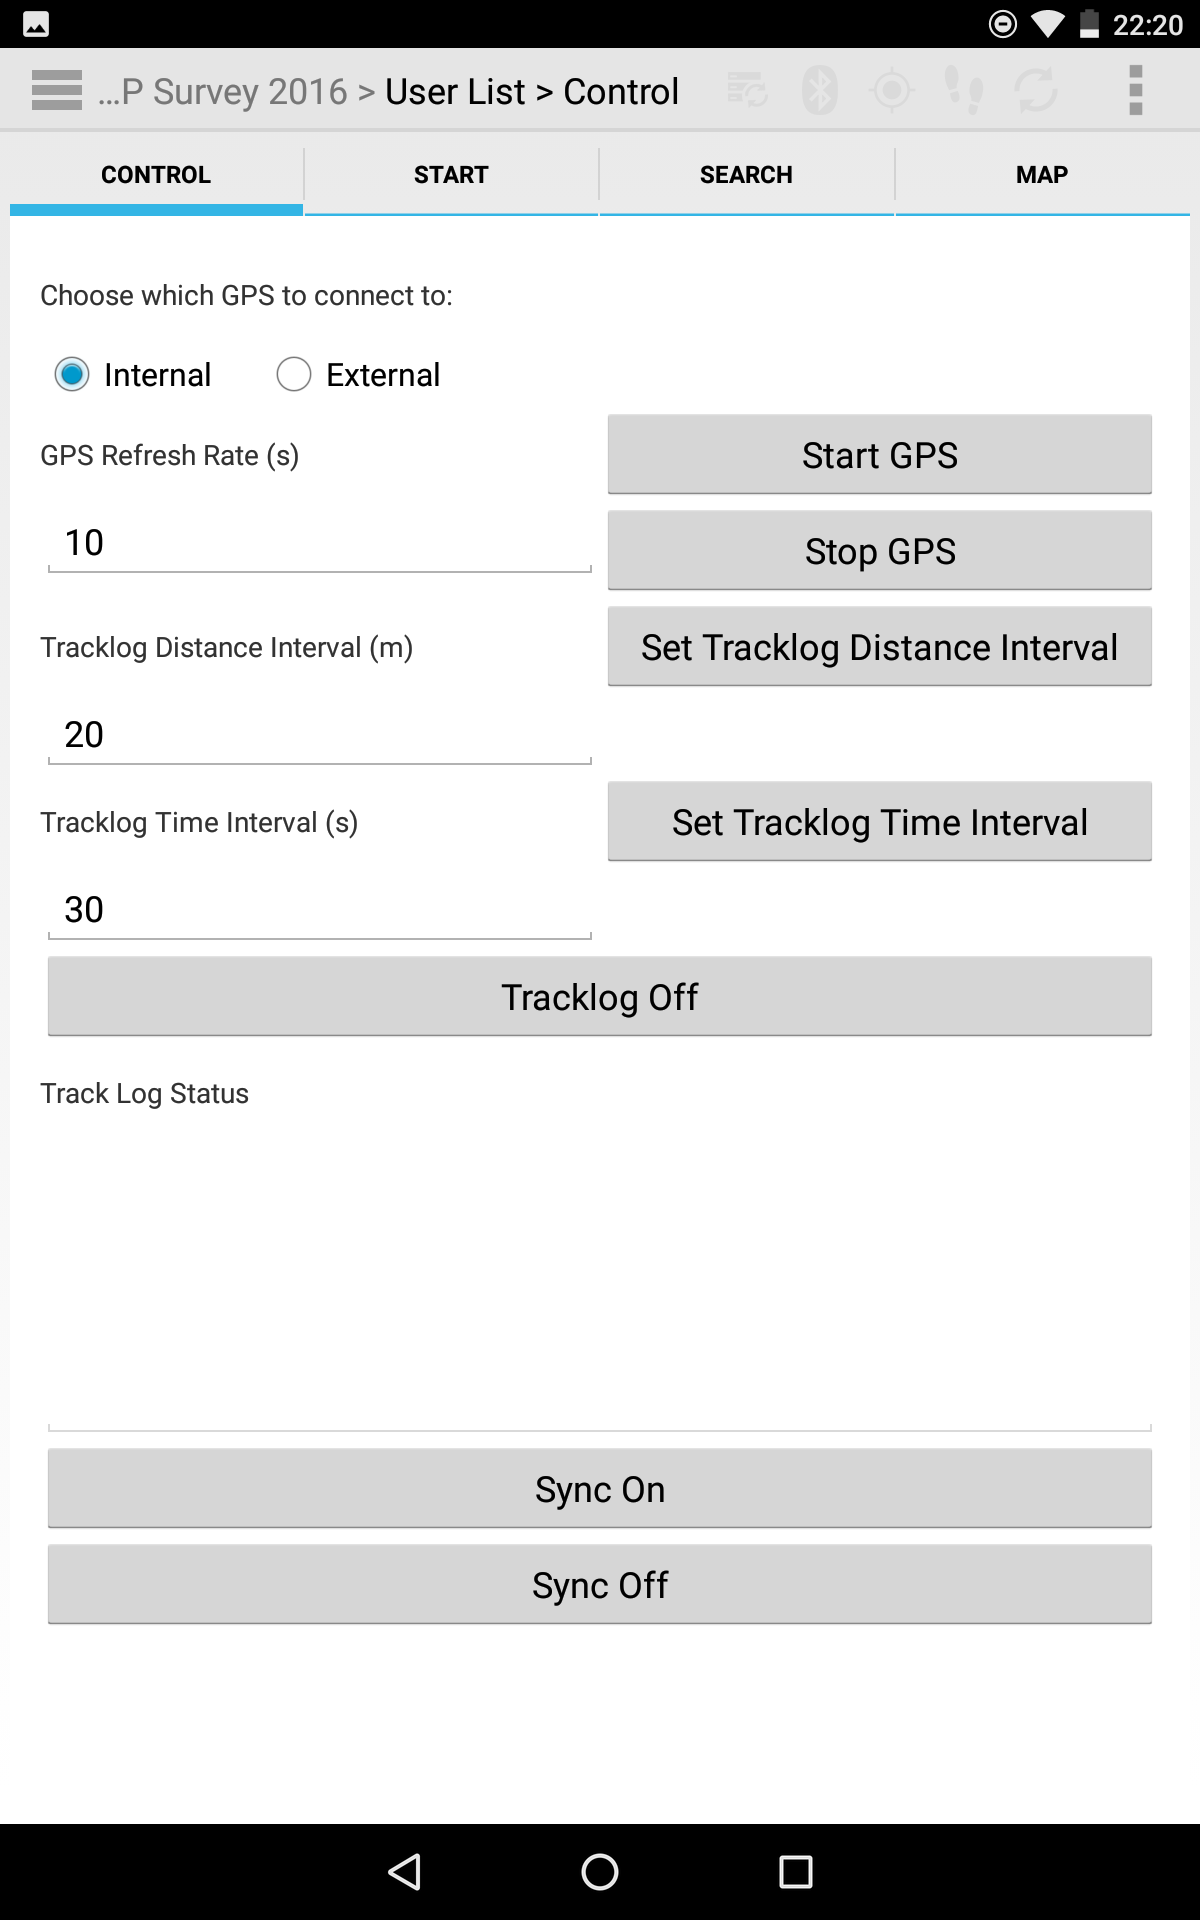 22:20
...P Survey 2016 > User List > Control
CONTROL START SEARCH MAP
Choose which GPS to connect to:
Internal External
GPS Refresh Rate (s) Start GPS
10 Stop GPS
Tracklog Distance Interval (m) Set Tracklog Distance Interval
20
Tracklog Time Interval (s) Set Tracklog Time Interval
30
Tracklog Off
Track Log Status
Sync On
Sync Off